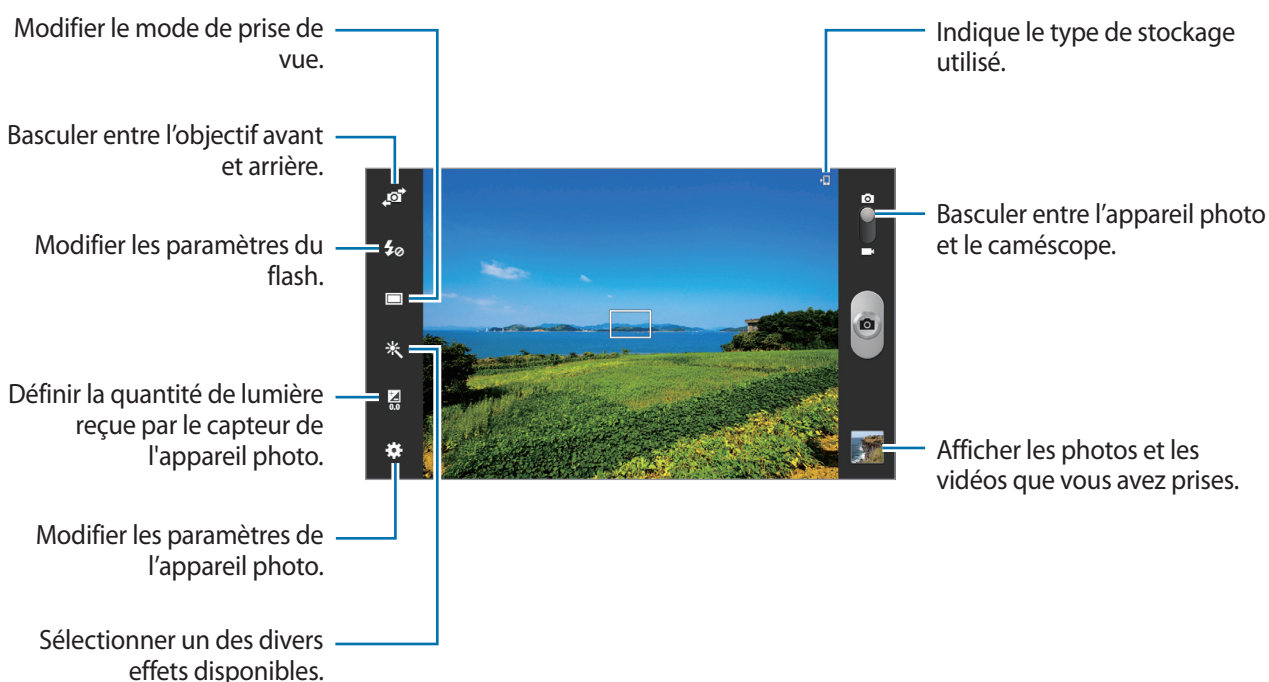 Modifier le mode de prise de
vue.
Basculer entre l’objectif avant
et arrière.
Modifier les paramètres du
flash.
Définir la quantité de lumière
reçue par le capteur de
l'appareil photo.
Modifier les paramètres de
l’appareil photo.
Sélectionner un des divers
effets disponibles.
0.0
Indique le type de stockage
utilisé.
Basculer entre l’appareil photo
et le caméscope.
Afficher les photos et les
vidéos que vous avez prises.